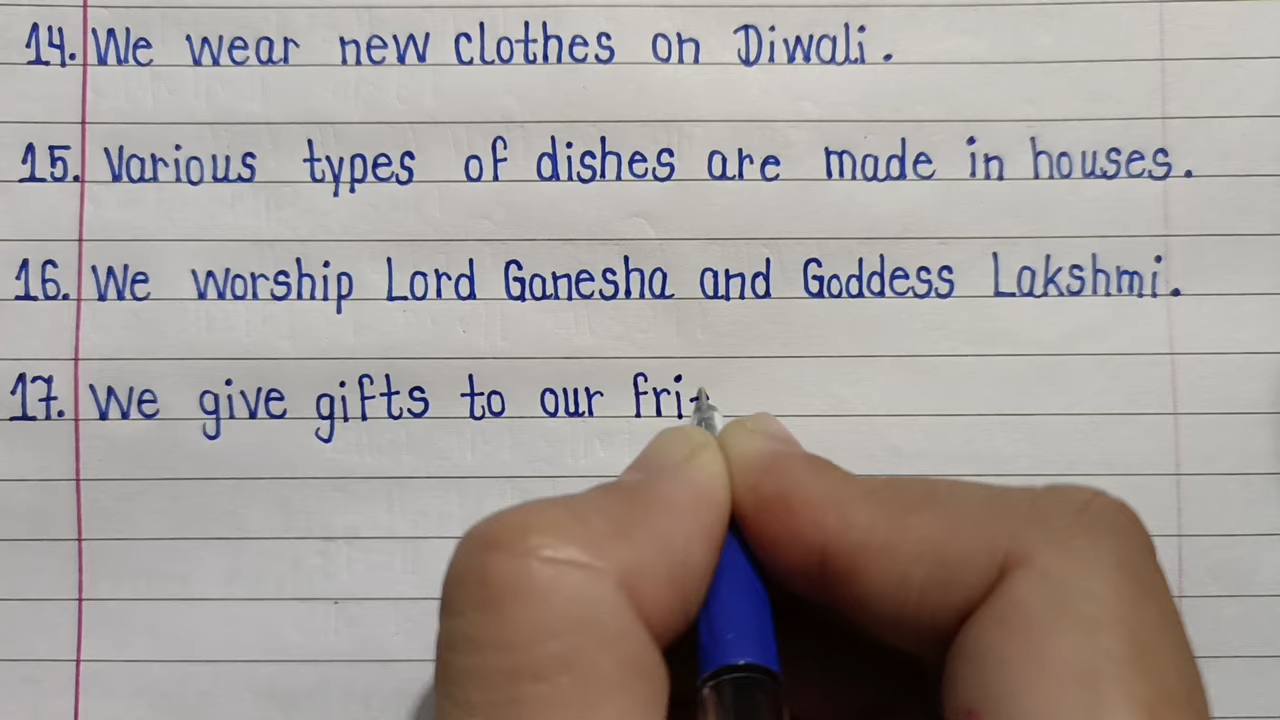 14. We wear new clothes on Diwali.
15. Various types of dishes are made in houses.
16. We worship Lord Ganesha and Goddess Lakshmi.
17. We give gifts to our fri